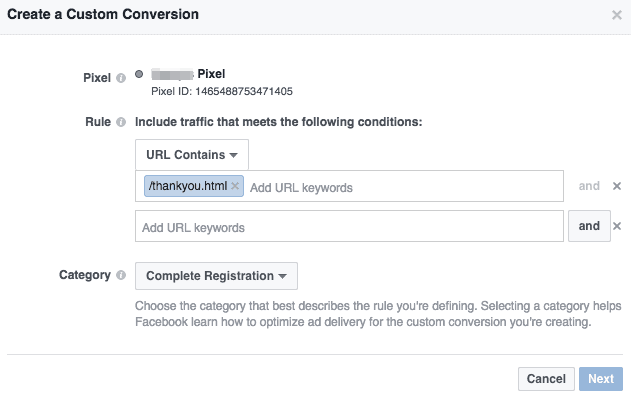 Create a Custom Conversion ×
Pixel Pixel
Pixel ID: 1465488753471405
Rule Include traffic that meets the following conditions:
URL Contains
/thankyou.html × Add URL keywords and ×
Add URL keywords and ×
Category Complete Registration
Choose the category that best describes the rule you're defining. Selecting a category helps
Facebook learn how to optimize ad delivery for the custom conversion you're creating.
Cancel Next